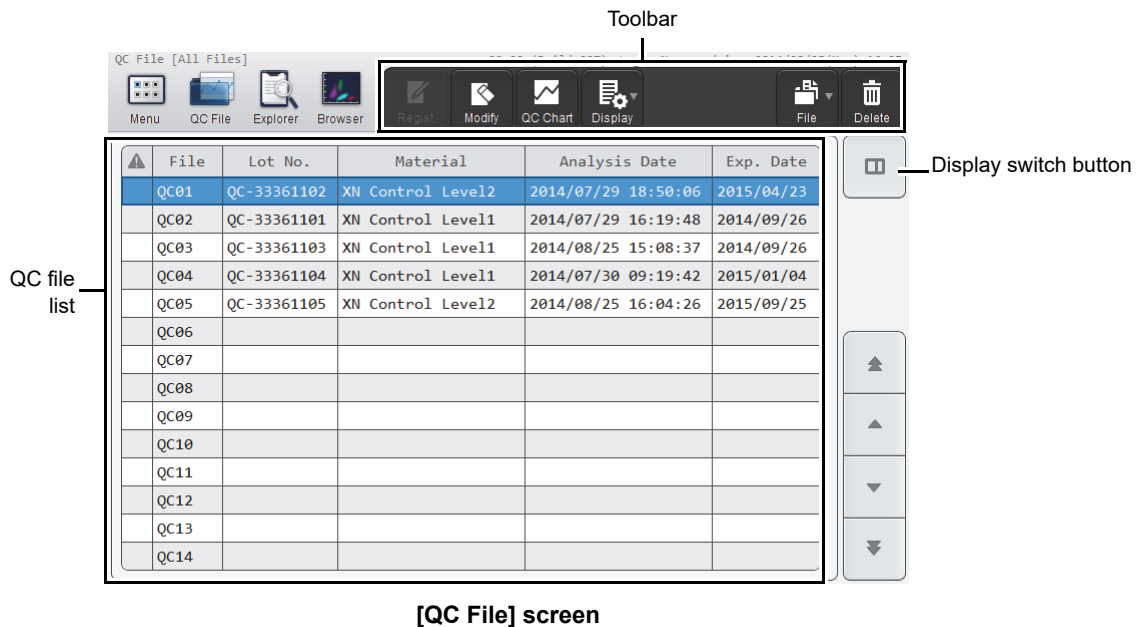 Toolbar
QC File [All Files]
Menu QC File Explorer Browser Regist. Modify QC Chart Display File Delete
Display switch button
File Lot No. Material Analysis Date Exp. Date
QC01 QC-33361102 XN Control Level2 2014/07/29 18:50:06 2015/04/23
QC02 QC-33361101 XN Control Level1 2014/07/29 16:19:48 2014/09/26
QC03 QC-33361103 XN Control Level1 2014/08/25 15:08:37 2014/09/26
QC04 QC-33361104 XN Control Level1 2014/07/30 09:19:42 2015/01/04
QC05 QC-33361105 XN Control Level2 2014/08/25 16:04:26 2015/09/25
QC06
QC07
QC08
QC09
QC10
QC11
QC12
QC13
QC14
QC file
list
[QC File] screen